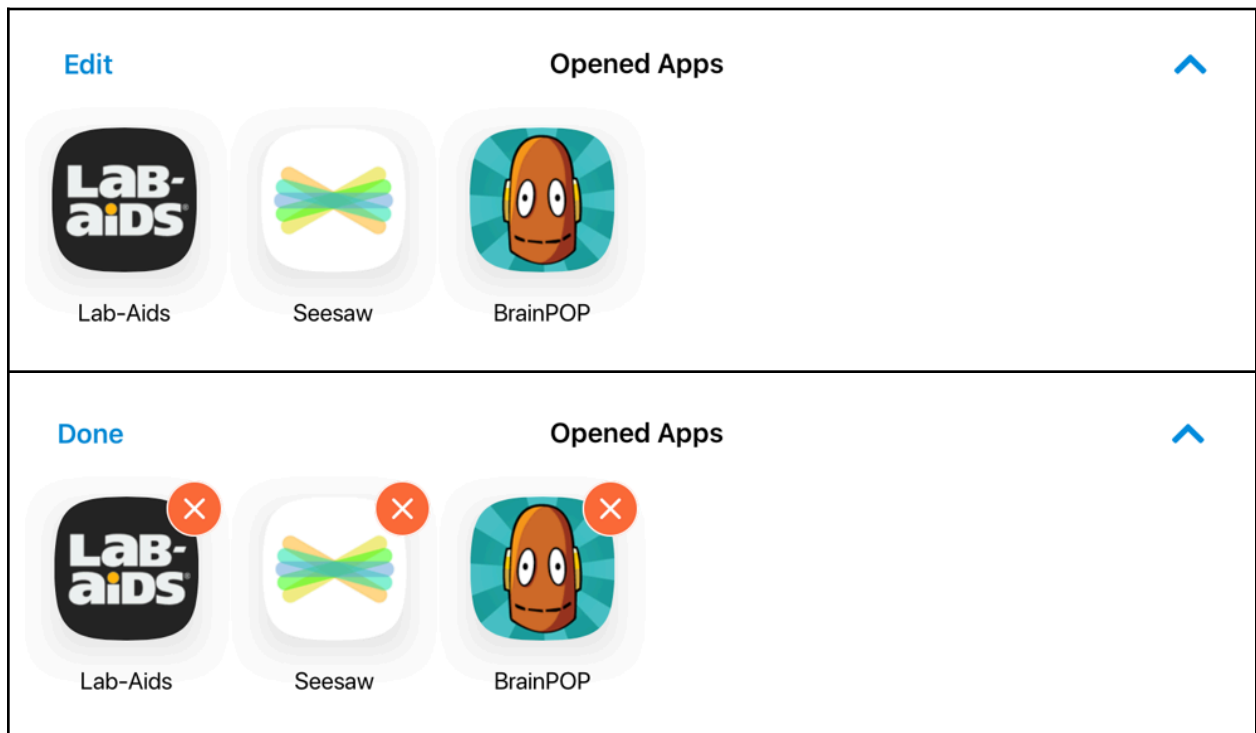 Edit Opened Apps
LaB-
aiDS®
Lab-Aids Seesaw BrainPOP
Done Opened Apps
LaB-
aiDS
Lab-Aids Seesaw BrainPOP